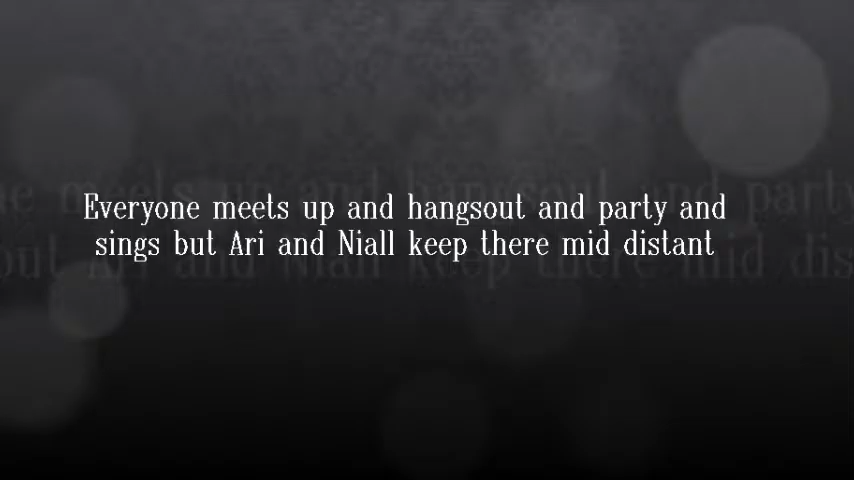 Everyone meets up and hangsout and party and
sings but Ari and Niall keep there mid distant